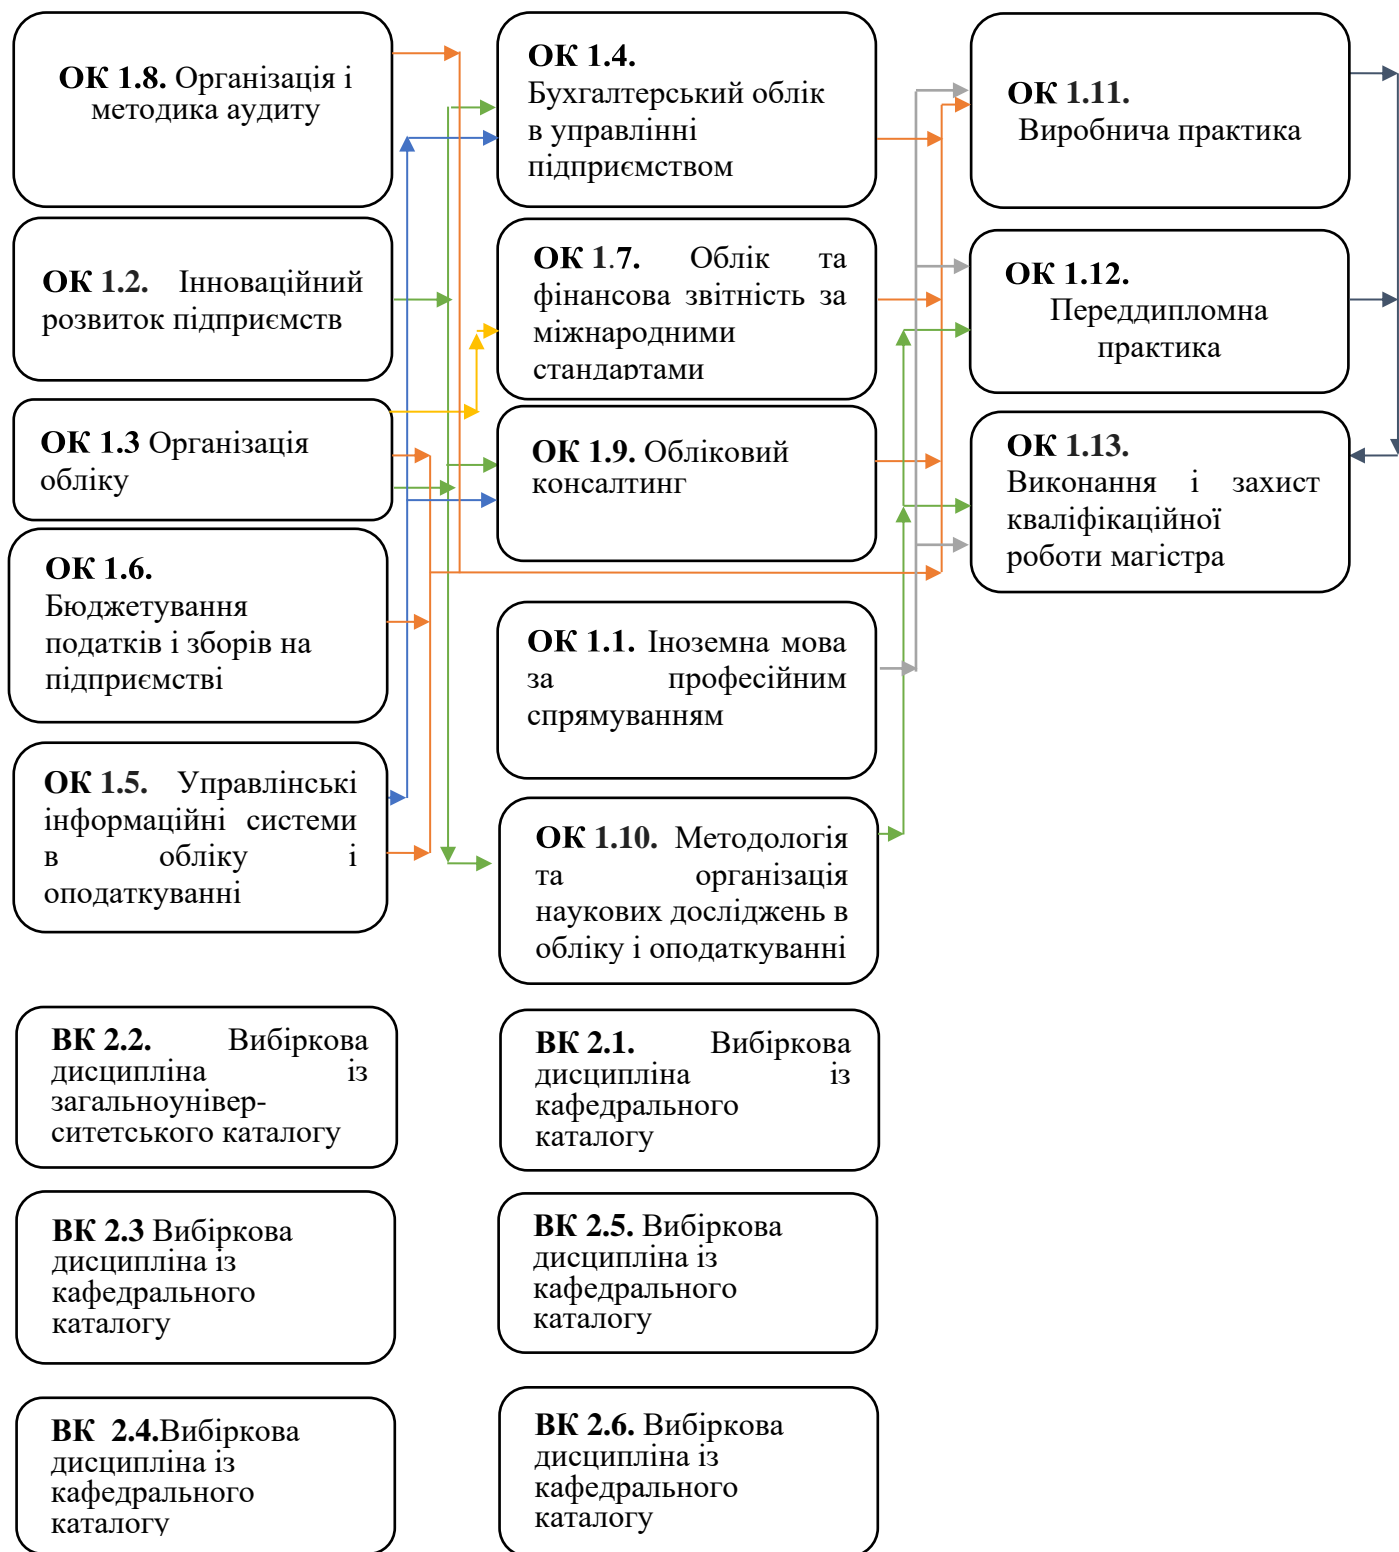 ОК 1.8. Організація і
методика аудиту
ОК 1.2. Інноваційний
розвиток підприємств
ОК 1.3 Організація
обліку
ОК 1.6.
Бюджетування
податків і зборів на
підприємстві
ОК 1.5. Управлінські
інформаційні системи
в обліку і
оподаткуванні
ВК 2.2. Вибіркова
дисципліна із
загальноунівер-
ситетського каталогу
ВК 2.3 Вибіркова
дисципліна із
кафедрального
каталогу
ВК 2.4.Вибіркова
дисципліна із
кафедрального
каталогу
ОК 1.4.
Бухгалтерський облік
в управлінні
підприємством
ОК 1.7. Облік та
фінансова звітність за
міжнародними
стандартами
ОК 1.9. Обліковий
консалтинг
ОК 1.1. Іноземна мова
за професійним
спрямуванням
ОК 1.10. Методологія
та організація
наукових досліджень в
обліку і оподаткуванні
ВК 2.1. Вибіркова
дисципліна із
кафедрального
каталогу
ВК 2.5. Вибіркова
дисципліна із
кафедрального
каталогу
ВК 2.6. Вибіркова
дисципліна із
кафедрального
каталогу
ОК 1.11.
Виробнича практика
ОК 1.12.
Переддипломна
практика
ОК 1.13.
Виконання і захист
кваліфікаційної
роботи магістра